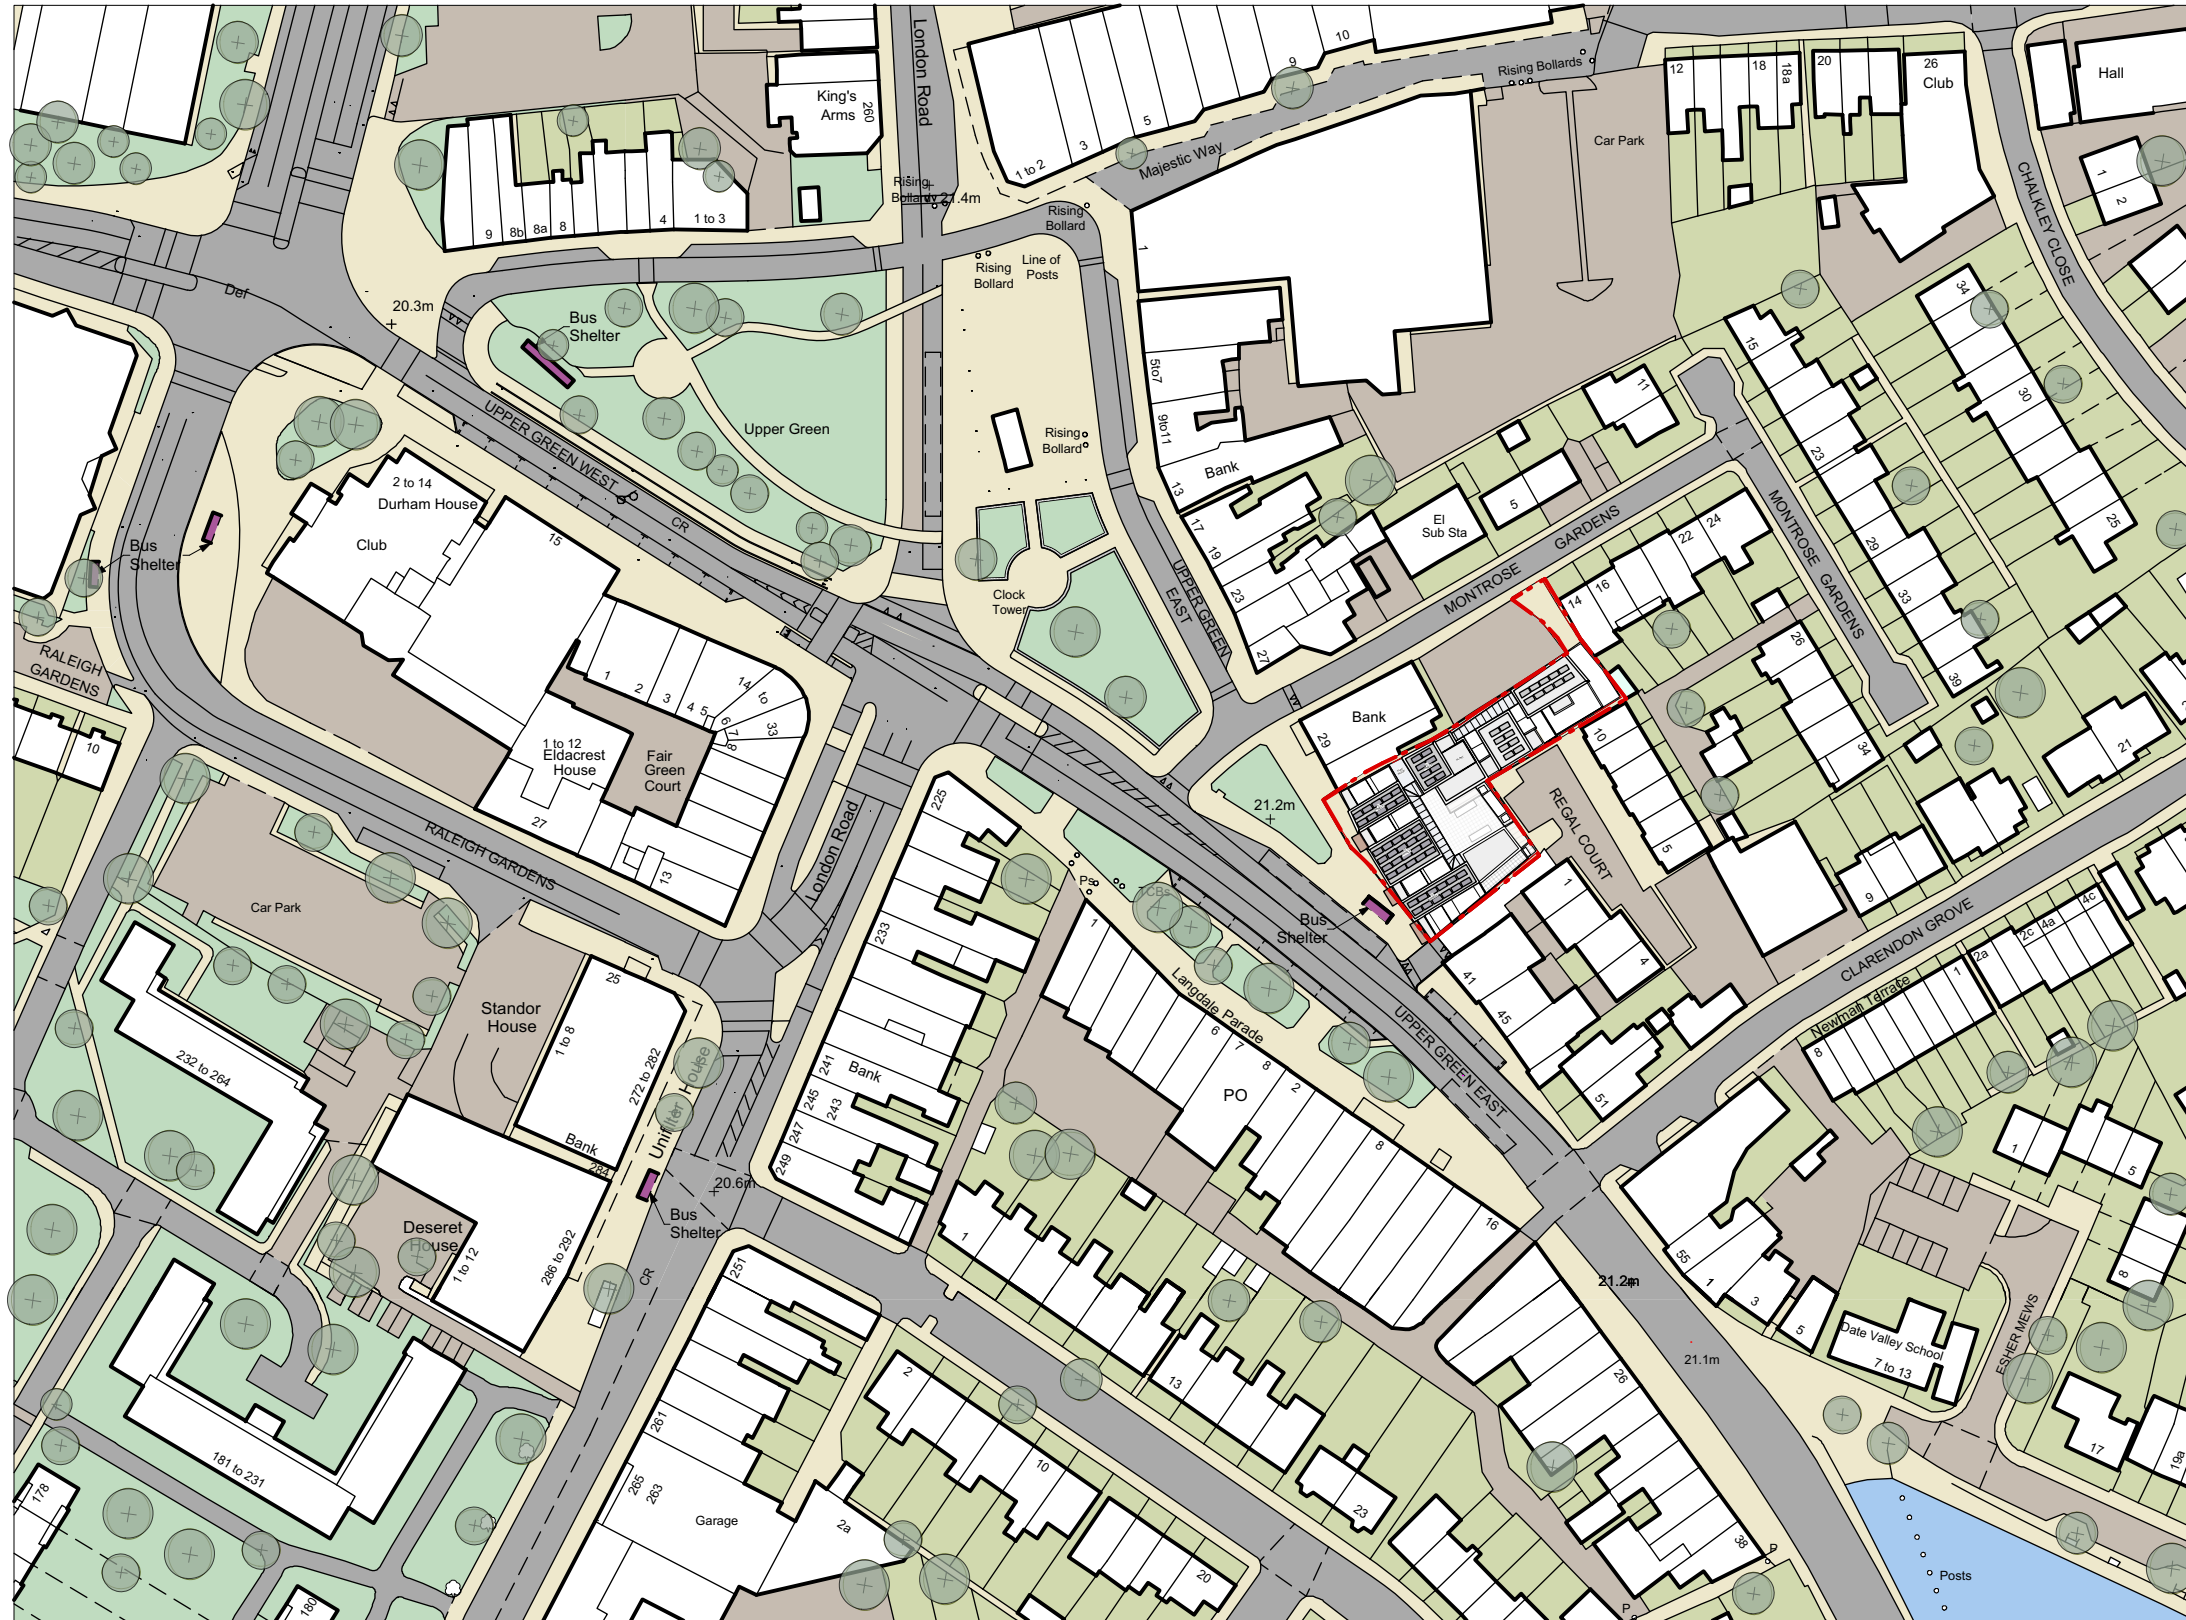 London Road
King's
Arms
260
10
9
5
3
1 to 2
Majestic Way
Rising Bollards
Car Park
12
18
18a
20
26
Club
Hall
1
2
CHALKLEY CLOSE
Rising
Bollard
21.4m
9
8b
8a
8
4
1 to 3
Rising
Bollard
Rising
Bollard
Line of
Posts
1
Def
20.3m
Bus
Shelter
34
15
30
5to7
11
9to11
UPPER GREEN WEST
Upper Green
Rising
Bollard
Bank
13
23
2 to 14
Durham House
CR
Club
15
Bus
Shelter
17
19
El
Sub Sta
5
GARDENS
24
22
MONTROSE
GARDENS
25
29
UPPER GREEN
EAST
23
27
MONTROSE
14
16
33
Clock
Tower
26
39
RALEIGH
GARDENS
1
2
3
4
5
6
7
8
14
to
33
10
1 to 12
Eldacrest
House
Fair
Green
Court
Bank
29
10
34
21
27
13
225
21.2m
REGAL COURT
5
RALEIGH GARDENS
London Road
Ps
TCBs
1
9
Car Park
233
1
Bus
Shelter
4
41
45
CLARENDON GROVE
2a
2c
4a
4c
1
Newman Terrace
8
25
Standor
House
1 to 8
272 to 282
Langdale Parade
6
7
8
2
UPPER GREEN EAST
51
232 to 264
241
Bank
245
243
247
249
PO
8
1
5
Bank
284
Unifilter House
20.6m
Bus
Shelter
Deseret
House
1 to 12
286 to 292
CR
1
16
55
1
3
5
21.2m
8
251
ESHER MEWS
Date Valley School
7 to 13
21.1m
2
13
26
261
265
263
10
181 to 231
178
17
19a
23
Garage
2a
38
20
P
Posts
180
P